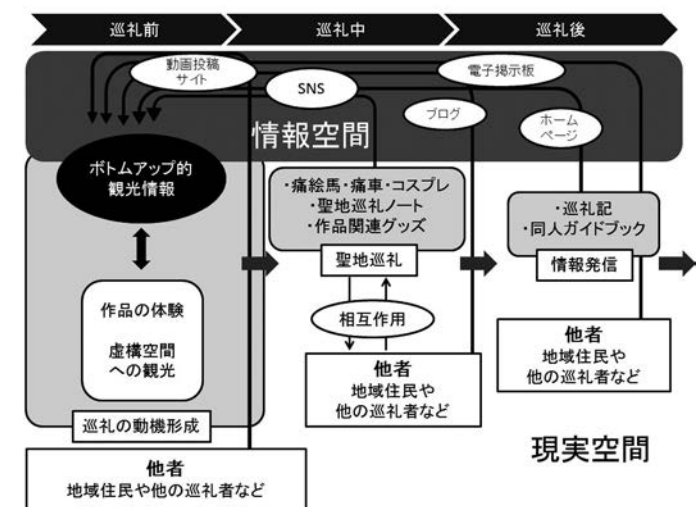 巡礼前
巡礼中
巡礼後
動画投稿
サイト
SNS
電子掲示板
ブログ
ホーム
ページ
情報空間
ボトムアップ的
観光情報
作品の体験
虚構空間
への観光
巡礼の動機形成
他者
地域住民や他の巡礼者など
・痛絵馬・痛車・コスプレ
・聖地巡礼ノート
・作品関連グッズ
聖地巡礼
相互作用
他者
地域住民や
他の巡礼者など
・巡礼記
・同人ガイドブック
情報発信
他者
地域住民や
他の巡礼者など
現実空間